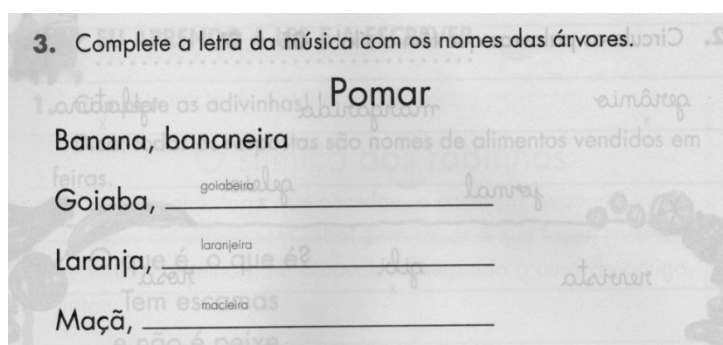 3. Complete a letra da música com os nomes das árvores.
Pomar
Banana, bananeira
Goiaba, goiabeira
Laranja, laranjeira
Maçã, macieira